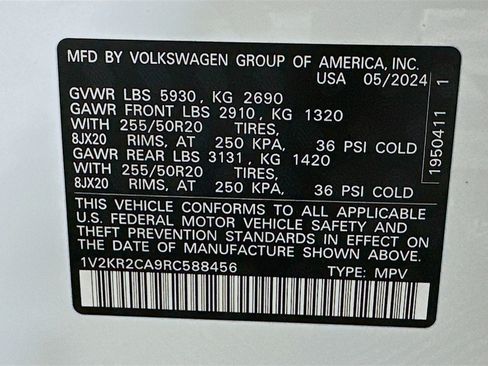 MFD BY VOLKSWAGEN GROUP OF AMERICA, INC.
USA 05/2024
GVWR LBS 5930, KG 2690
GAWR FRONT LBS 2910, KG 1320
WITH 255/50R20 TIRES,
8JX20 RIMS, AT 250 KPA, 36 PSI COLD
GAWR REAR LBS 3131, KG 1420
WITH 255/50R20 TIRES,
8JX20 RIMS, AT 250 KPA, 36 PSI COLD
THIS VEHICLE CONFORMS TO ALL APPLICABLE
U.S. FEDERAL MOTOR VEHICLE SAFETY AND
THEFT PREVENTION STANDARDS IN EFFECT ON
THE DATE OF MANUFACTURE SHOWN ABOVE.
1V2KR2CA9RC588456 TYPE: MPV
1950411 1